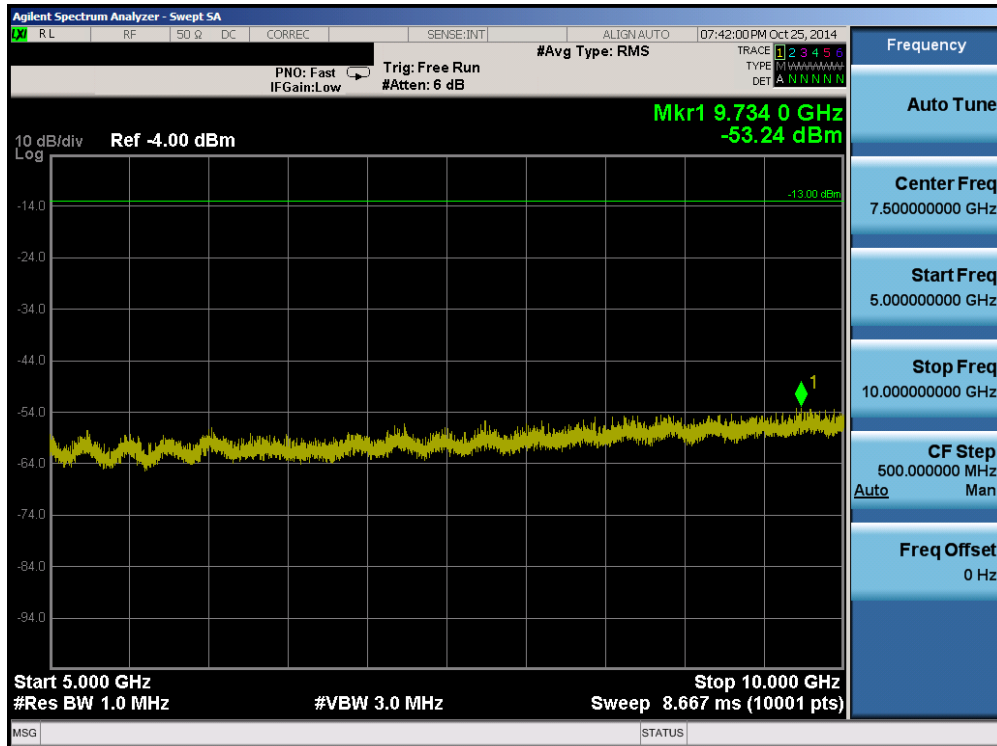 Agilent Spectrum Analyzer - Swept SA
LXI RL RF 50 Ω DC CORREC SENSE:INT ALIGN AUTO 07:42:00 PM Oct 25, 2014
#Avg Type: RMS TRACE 1 2 3 4 5 6
PNO: Fast Trig: Free Run TYPE M W W W W W
IFGain:Low #Atten: 6 dB DET A N N N N N
Mkr1 9.734 0 GHz
-53.24 dBm
10 dB/div Ref -4.00 dBm
Log
-13.00 dBm
-14.0
-24.0
-34.0
-44.0
1
-54.0
-64.0
-74.0
-84.0
-94.0
Start 5.000 GHz Stop 10.000 GHz
#Res BW 1.0 MHz #VBW 3.0 MHz Sweep 8.667 ms (10001 pts)
MSG STATUS
Frequency
Auto Tune
Center Freq
7.500000000 GHz
Start Freq
5.000000000 GHz
Stop Freq
10.000000000 GHz
CF Step
500.000000 MHz
Auto Man
Freq Offset
0 Hz